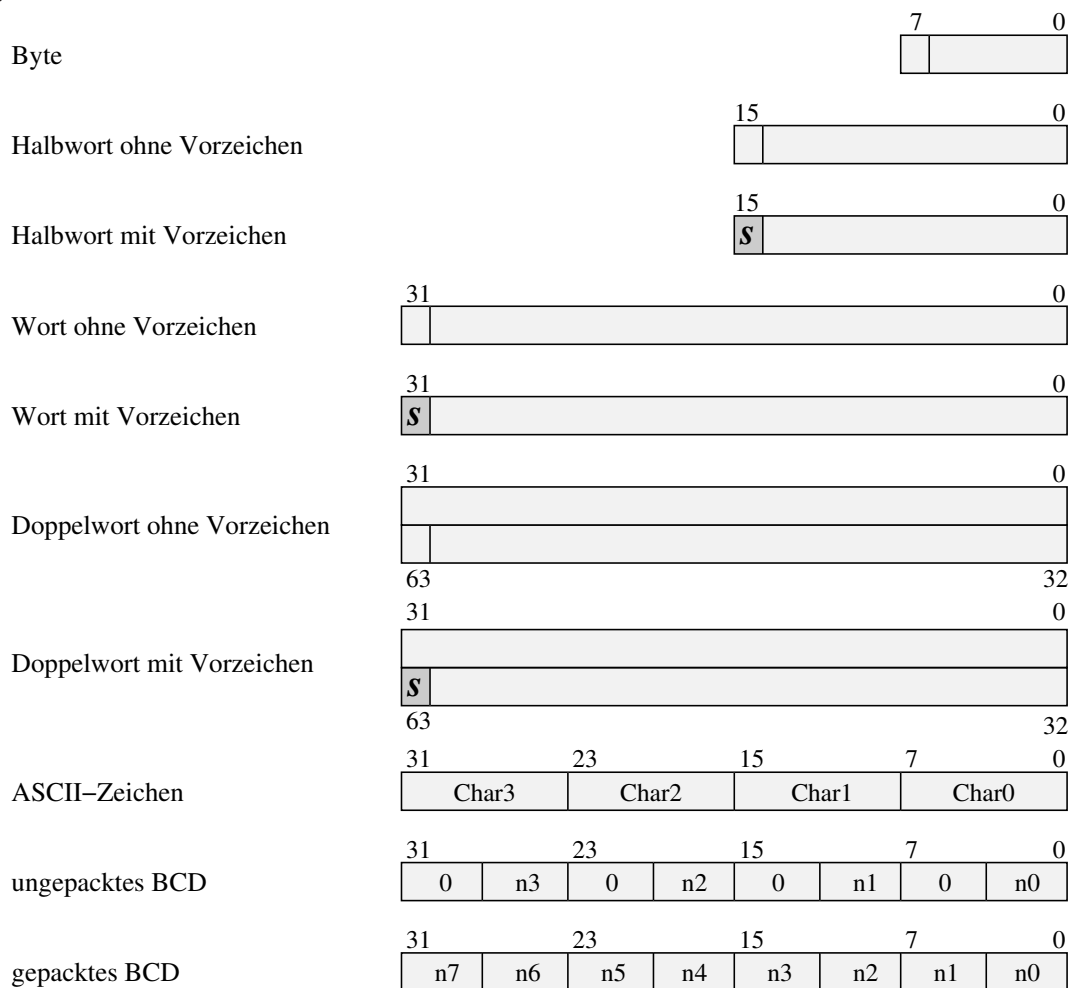 7 0
Byte
15 0
Halbwort ohne Vorzeichen
15 0
Halbwort mit Vorzeichen s
31 0
Wort ohne Vorzeichen
31 0
Wort mit Vorzeichen s
31 0
Doppelwort ohne Vorzeichen
63 32
31 0
Doppelwort mit Vorzeichen
s
63 32
31 23 15 7 0
ASCII−Zeichen Char3 Char2 Char1 Char0
31 23 15 7 0
ungepacktes BCD 0 n3 0 n2 0 n1 0 n0
31 23 15 7 0
gepacktes BCD n7 n6 n5 n4 n3 n2 n1 n0